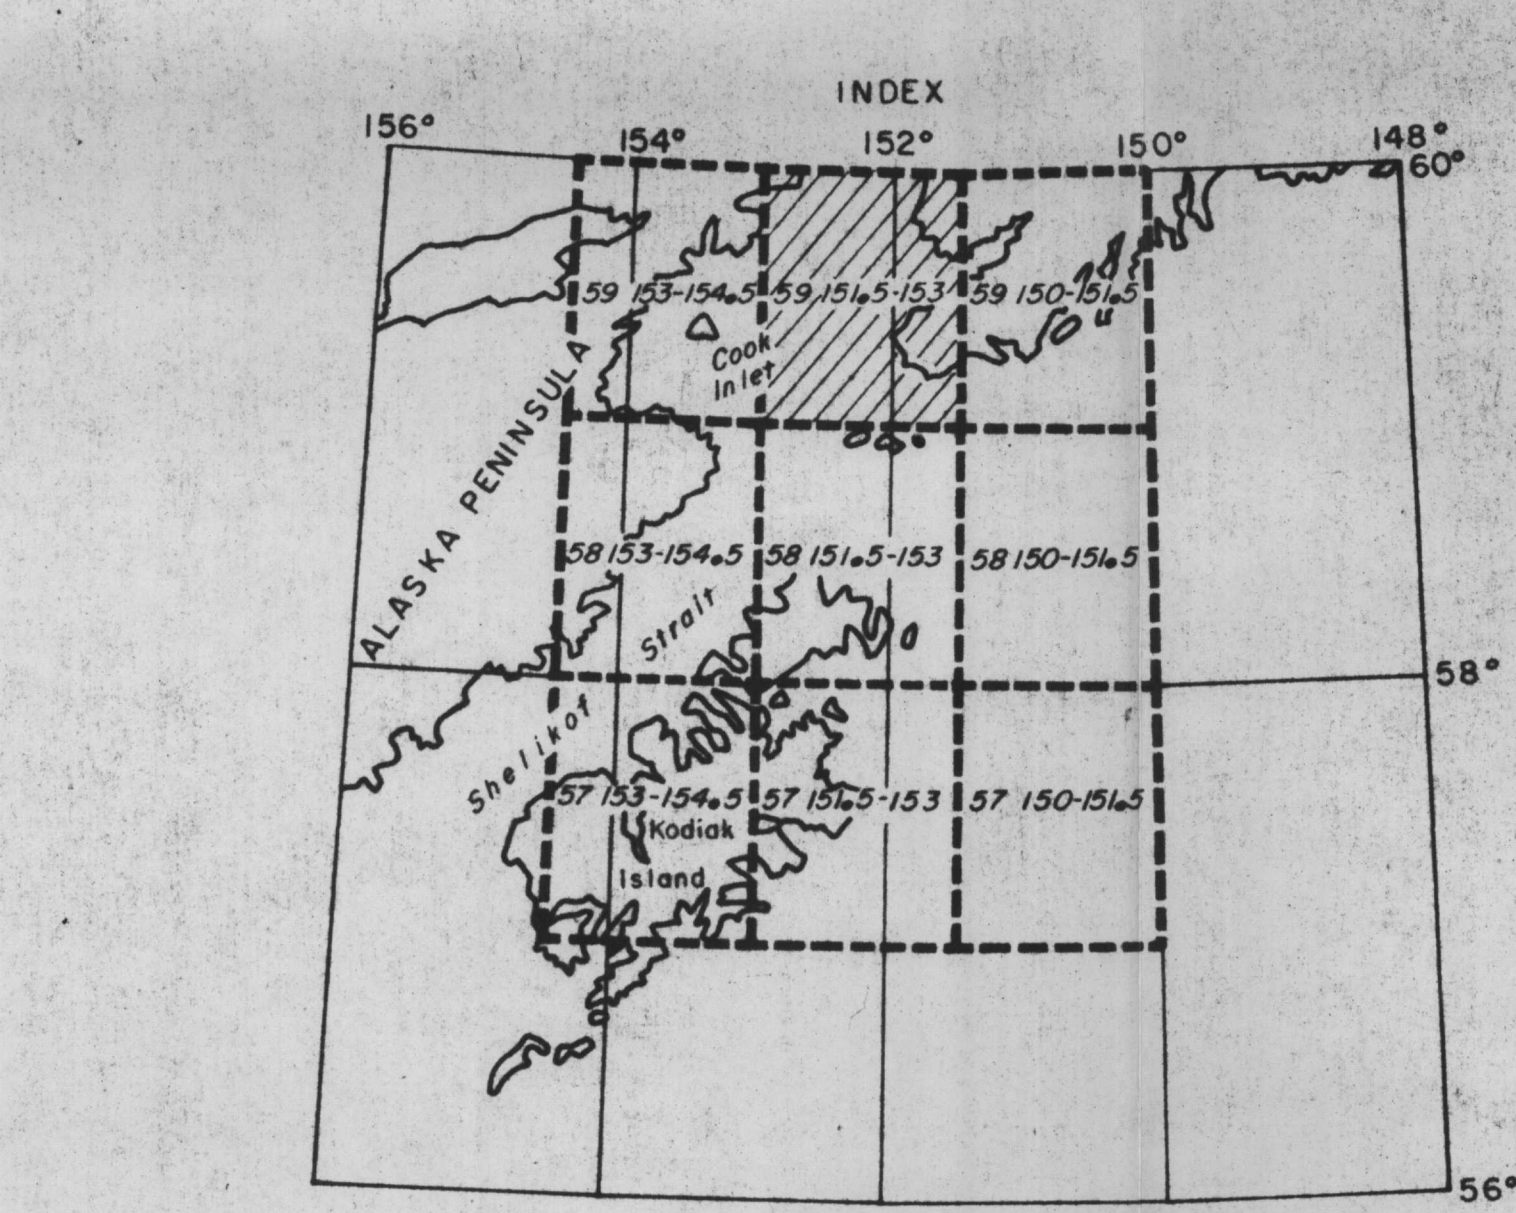 INDEX
156° 154° 152° 150° 148°
60°
59 153-154.5 59 151.5-153 59 150-151.5
Cook
Inlet
ALASKA PENINSULA
58 153-154.5 58 151.5-153 58 150-151.5
Shelikof Strait
58°
57 153-154.5 57 151.5-153 57 150-151.5
Kodiak
Island
56°